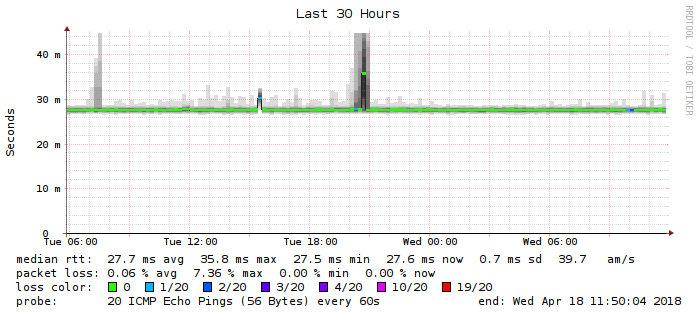 Last 30 Hours
RRDTOOL / TOBI OETIKER
Seconds
40 m
30 m
20 m
10 m
0
Tue 06:00 Tue 12:00 Tue 18:00 Wed 00:00 Wed 06:00
median rtt: 27.7 ms avg 35.8 ms max 27.5 ms min 27.6 ms now 0.7 ms sd 39.7 am/s
packet loss: 0.06 % avg 7.36 % max 0.00 % min 0.00 % now
loss color: 0 1/20 2/20 3/20 4/20 10/20 19/20
probe: 20 ICMP Echo Pings (56 Bytes) every 60s end: Wed Apr 18 11:50:04 2018